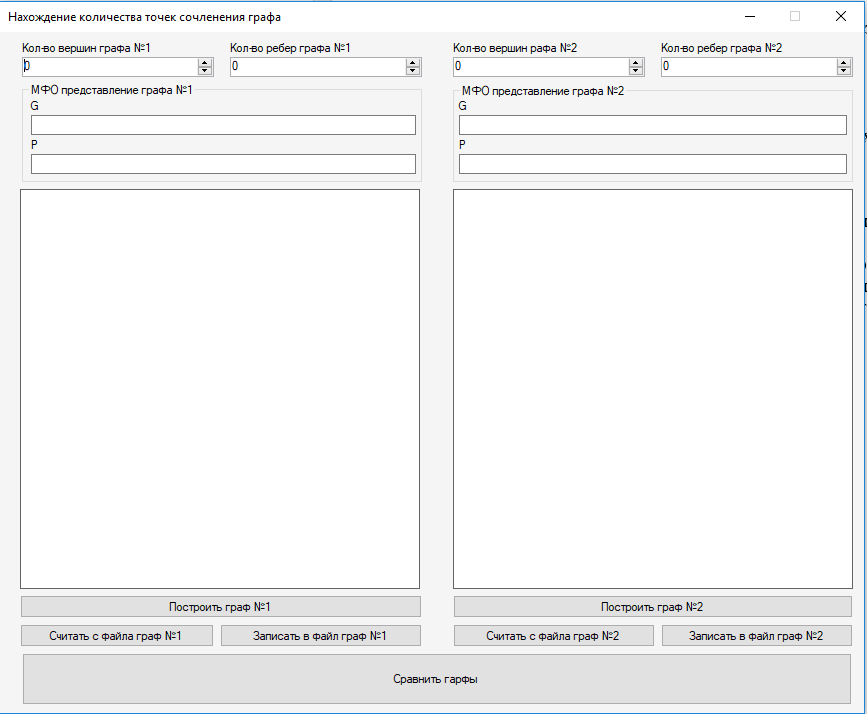 Нахождение количества точек сочленения графа
Кол-во вершин графа №1
Кол-во ребер графа №1
Кол-во вершин рафа №2
Кол-во ребер графа №2
0
0
0
0
МФО представление графа №1
G
P
МФО представление графа №2
G
P
Построить граф №1
Построить граф №2
Считать с файла граф №1
Записать в файл граф №1
Считать с файла граф №2
Записать в файл граф №2
Сравнить гарфы